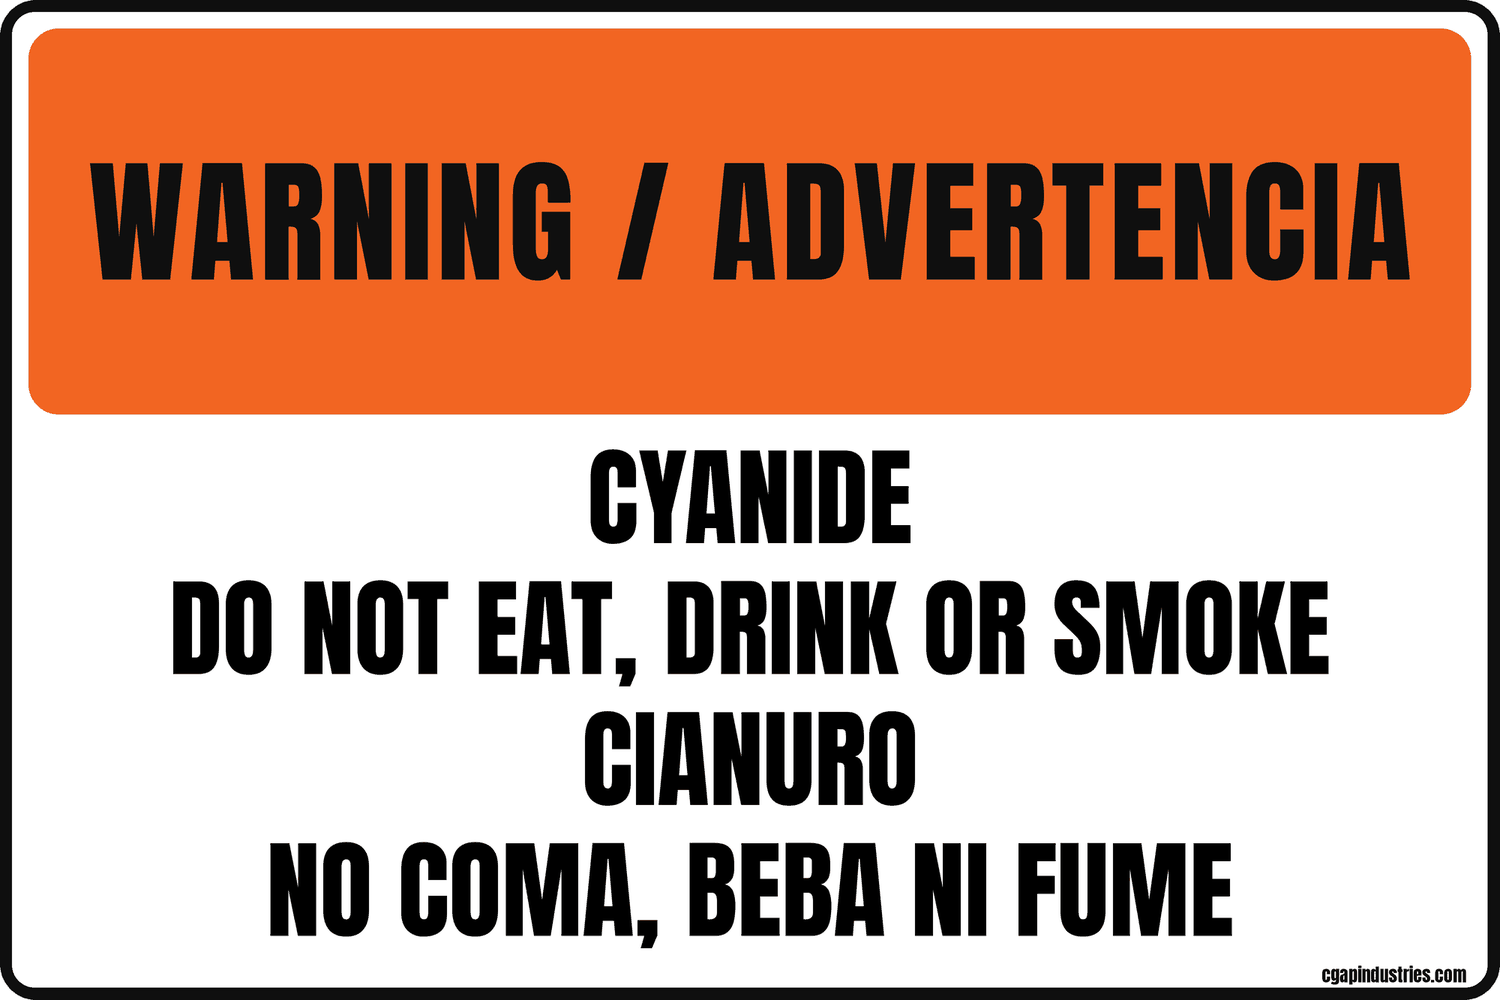 WARNING / ADVERTENCIA
CYANIDE
DO NOT EAT, DRINK OR SMOKE
CIANURO
NO COMA, BEBA NI FUME
cgapindustries.com